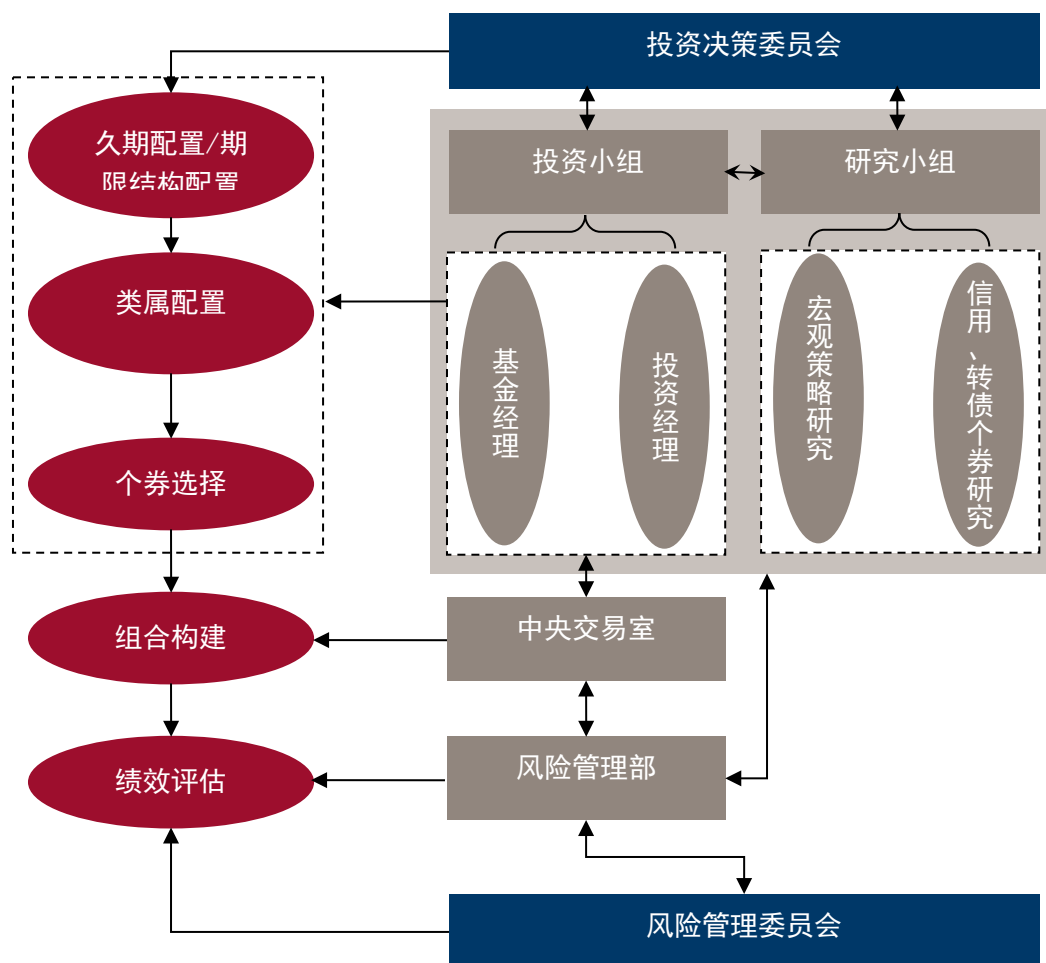 投资决策委员会
久期配置/期
限结构配置
投资小组
研究小组
类属配置
基金经理
投资经理
宏观策略研究
信用、转债个券研究
个券选择
组合构建
中央交易室
绩效评估
风险管理部
风险管理委员会